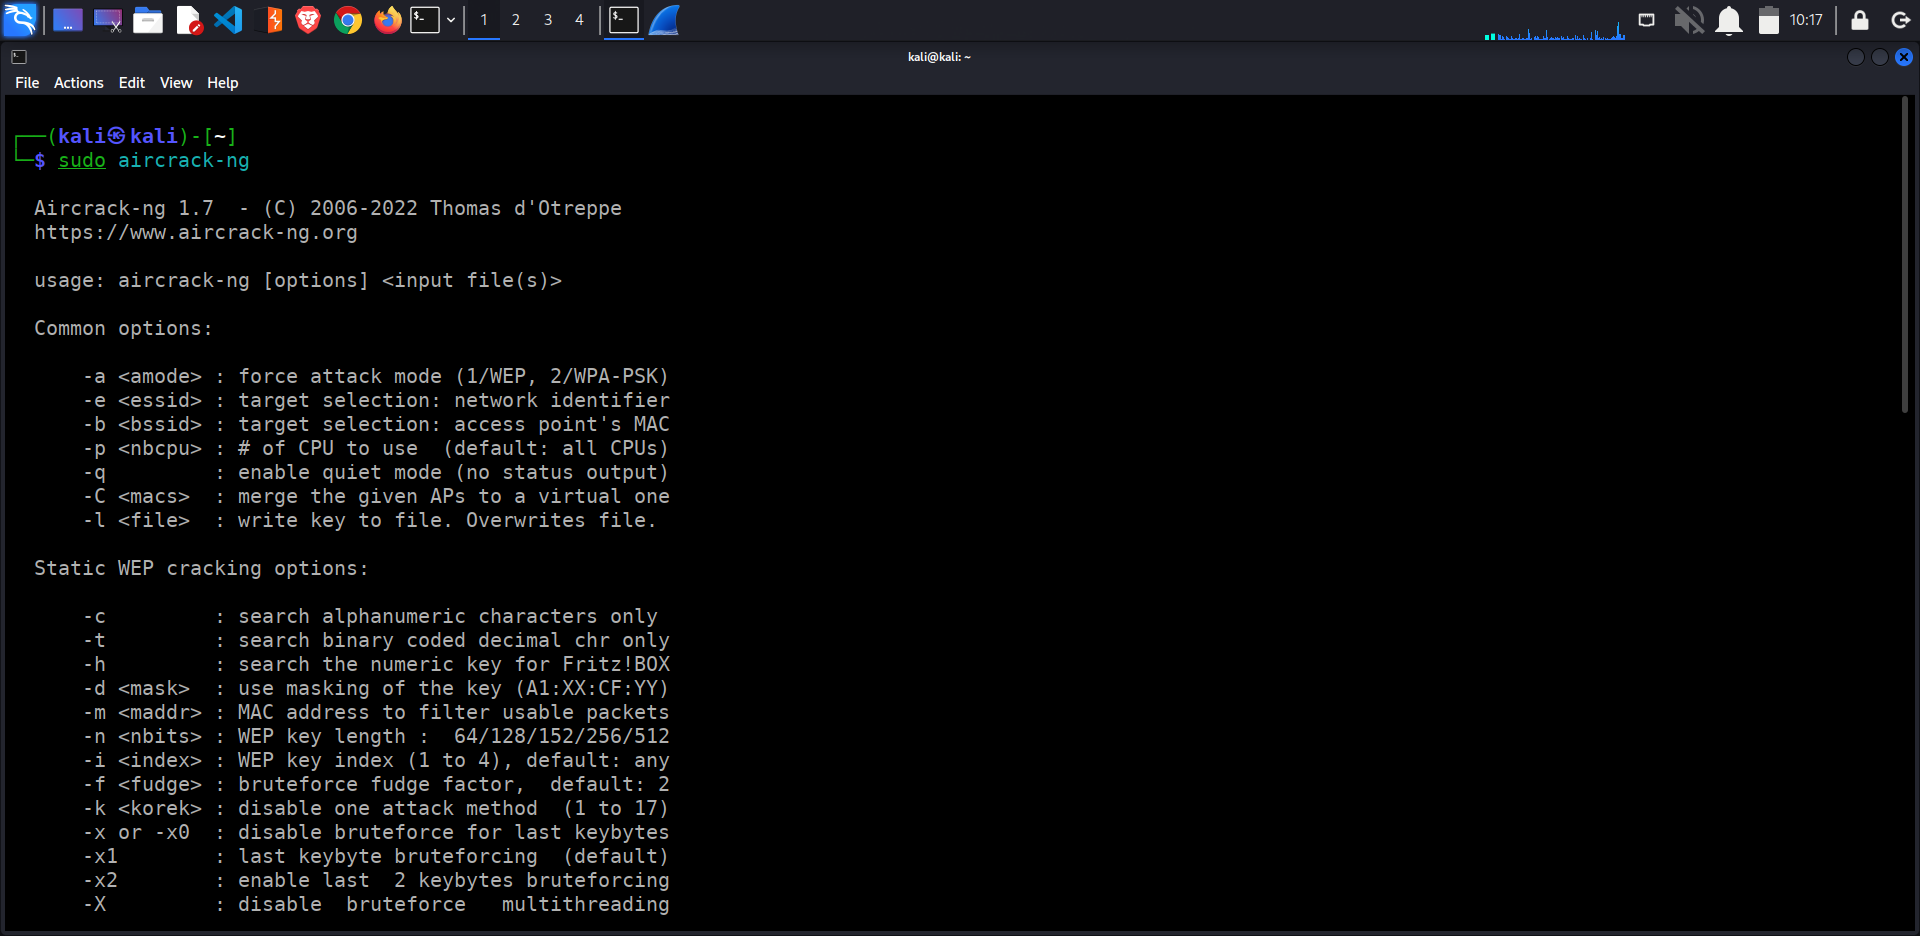 1 2 3 4 10:17
kali@kali: ~
File Actions Edit View Help
┌──(kali㉿kali)-[~]
└─$ sudo aircrack-ng
Aircrack-ng 1.7  - (C) 2006-2022 Thomas d'Otreppe
https://www.aircrack-ng.org
usage: aircrack-ng [options] <input file(s)>
Common options:
-a <amode> : force attack mode (1/WEP, 2/WPA-PSK)
-e <essid> : target selection: network identifier
-b <bssid> : target selection: access point's MAC
-p <nbcpu> : # of CPU to use  (default: all CPUs)
-q         : enable quiet mode (no status output)
-C <macs>  : merge the given APs to a virtual one
-l <file>  : write key to file. Overwrites file.
Static WEP cracking options:
-c         : search alphanumeric characters only
-t         : search binary coded decimal chr only
-h         : search the numeric key for Fritz!BOX
-d <mask>  : use masking of the key (A1:XX:CF:YY)
-m <maddr> : MAC address to filter usable packets
-n <nbits> : WEP key length :  64/128/152/256/512
-i <index> : WEP key index (1 to 4), default: any
-f <fudge> : bruteforce fudge factor,  default: 2
-k <korek> : disable one attack method  (1 to 17)
-x or -x0  : disable bruteforce for last keybytes
-x1        : last keybyte bruteforcing  (default)
-x2        : enable last  2 keybytes bruteforcing
-X         : disable  bruteforce   multithreading